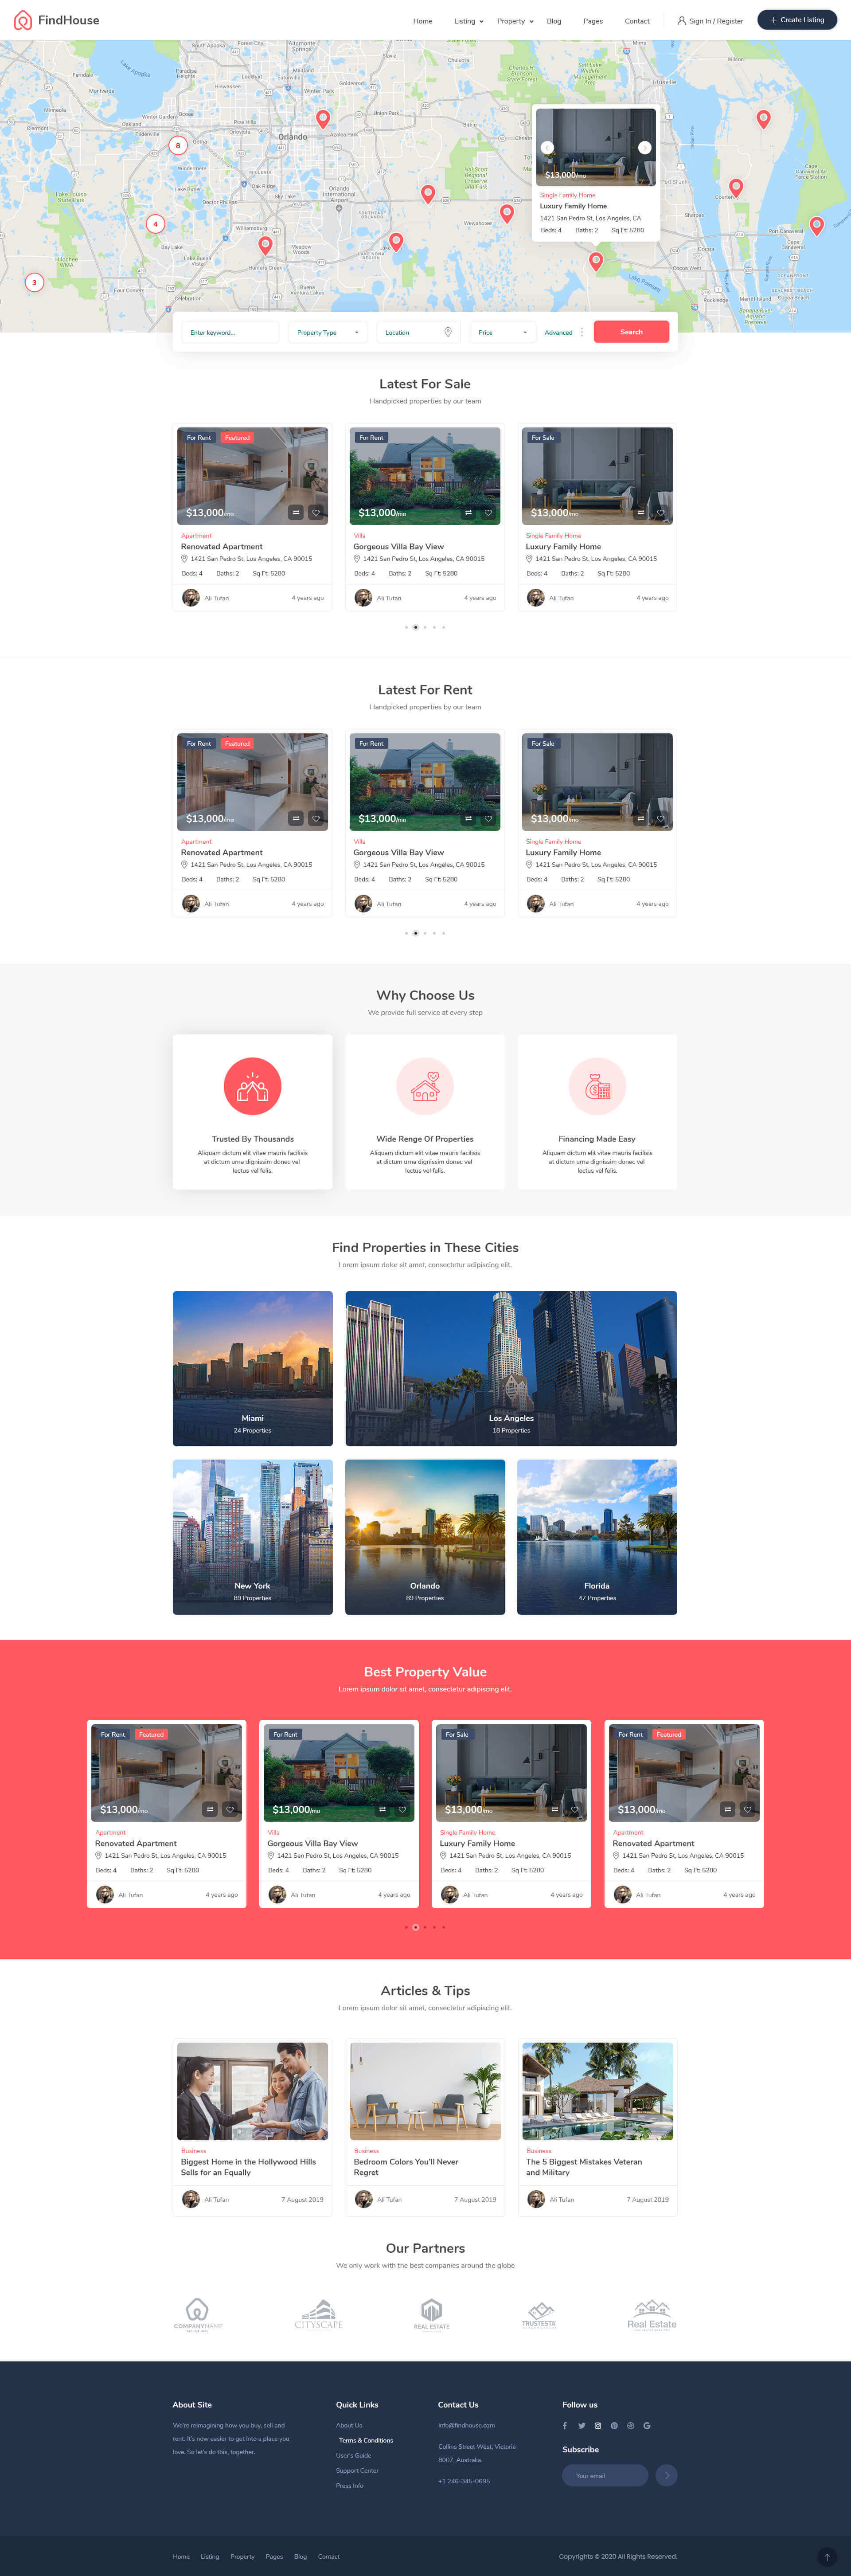 FindHouse
Home
Listing
Property
Blog
Pages
Contact
Sign In / Register
Create Listing
Orlando
$13,000/mo
Single Family Home
Luxury Family Home
1421 San Pedro St, Los Angeles, CA
Beds: 4 Baths: 2 Sq Ft: 5280
8
4
3
Enter keyword...
Property Type
Location
Price
Advanced
Search
Latest For Sale
Handpicked properties by our team
For Rent Featured
$13,000/mo
Apartment
Renovated Apartment
1421 San Pedro St, Los Angeles, CA 90015
Beds: 4 Baths: 2 Sq Ft: 5280
Ali Tufan 4 years ago
For Rent
$13,000/mo
Villa
Gorgeous Villa Bay View
1421 San Pedro St, Los Angeles, CA 90015
Beds: 4 Baths: 2 Sq Ft: 5280
Ali Tufan 4 years ago
For Sale
$13,000/mo
Single Family Home
Luxury Family Home
1421 San Pedro St, Los Angeles, CA 90015
Beds: 4 Baths: 2 Sq Ft: 5280
Ali Tufan 4 years ago
Latest For Rent
Handpicked properties by our team
For Rent Featured
$13,000/mo
Apartment
Renovated Apartment
1421 San Pedro St, Los Angeles, CA 90015
Beds: 4 Baths: 2 Sq Ft: 5280
Ali Tufan 4 years ago
For Rent
$13,000/mo
Villa
Gorgeous Villa Bay View
1421 San Pedro St, Los Angeles, CA 90015
Beds: 4 Baths: 2 Sq Ft: 5280
Ali Tufan 4 years ago
For Sale
$13,000/mo
Single Family Home
Luxury Family Home
1421 San Pedro St, Los Angeles, CA 90015
Beds: 4 Baths: 2 Sq Ft: 5280
Ali Tufan 4 years ago
Why Choose Us
We provide full service at every step
Trusted By Thousands
Aliquam dictum elit vitae mauris facilisis
at dictum urna dignissim donec vel
lectus vel felis.
Wide Renge Of Properties
Aliquam dictum elit vitae mauris facilisis
at dictum urna dignissim donec vel
lectus vel felis.
Financing Made Easy
Aliquam dictum elit vitae mauris facilisis
at dictum urna dignissim donec vel
lectus vel felis.
Find Properties in These Cities
Lorem ipsum dolor sit amet, consectetur adipiscing elit.
Miami
24 Properties
Los Angeles
18 Properties
New York
89 Properties
Orlando
89 Properties
Florida
47 Properties
Best Property Value
Lorem ipsum dolor sit amet, consectetur adipiscing elit.
For Rent Featured
$13,000/mo
Apartment
Renovated Apartment
1421 San Pedro St, Los Angeles, CA 90015
Beds: 4 Baths: 2 Sq Ft: 5280
Ali Tufan 4 years ago
For Rent
$13,000/mo
Villa
Gorgeous Villa Bay View
1421 San Pedro St, Los Angeles, CA 90015
Beds: 4 Baths: 2 Sq Ft: 5280
Ali Tufan 4 years ago
For Sale
$13,000/mo
Single Family Home
Luxury Family Home
1421 San Pedro St, Los Angeles, CA 90015
Beds: 4 Baths: 2 Sq Ft: 5280
Ali Tufan 4 years ago
For Rent Featured
$13,000/mo
Apartment
Renovated Apartment
1421 San Pedro St, Los Angeles, CA 90015
Beds: 4 Baths: 2 Sq Ft: 5280
Ali Tufan 4 years ago
Articles & Tips
Lorem ipsum dolor sit amet, consectetur adipiscing elit.
Business
Biggest Home in the Hollywood Hills
Sells for an Equally
Ali Tufan 7 August 2019
Business
Bedroom Colors You'll Never
Regret
Ali Tufan 7 August 2019
Business
The 5 Biggest Mistakes Veteran
and Military
Ali Tufan 7 August 2019
Our Partners
We only work with the best companies around the globe
COMPANYNAME
CITYSCAPE
REAL ESTATE
TRUSTESTA
Real Estate
About Site
We're reimagining how you buy, sell and
rent. It's now easier to get into a place you
love. So let's do this, together.
Quick Links
About Us
Terms & Conditions
User's Guide
Support Center
Press Info
Contact Us
info@findhouse.com
Collins Street West, Victoria
8007, Australia.
+1 246-345-0695
Follow us
Subscribe
Your email
Home Listing Property Pages Blog Contact
Copyrights © 2020 All Rights Reserved.